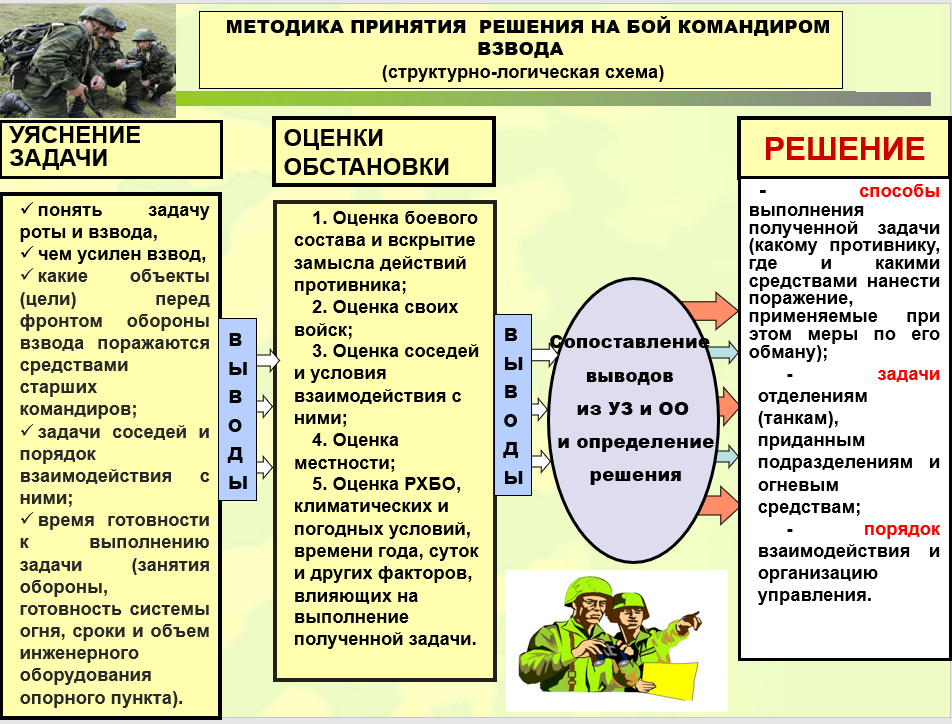 МЕТОДИКА ПРИНЯТИЯ РЕШЕНИЯ НА БОЙ КОМАНДИРОМ
ВЗВОДА
(структурно-логическая схема)
УЯСНЕНИЕ
ЗАДАЧИ
✓ понять задачу
роты и взвода,
✓ чем усилен взвод,
✓ какие объекты
(цели) перед
фронтом обороны
взвода поражаются
средствами
старших
командиров;
✓ задачи соседей и
порядок
взаимодействия с
ними;
✓ время готовности
к выполнению
задачи (занятия
обороны,
готовность системы
огня, сроки и объем
инженерного
оборудования
опорного пункта).
В
Ы
В
О
Д
Ы
ОЦЕНКИ
ОБСТАНОВКИ
1. Оценка боевого
состава и вскрытие
замысла действий
противника;
2. Оценка своих
войск;
3. Оценка соседей
и условия
взаимодействия с
ними;
4. Оценка
местности;
5. Оценка РХБО,
климатических и
погодных условий,
времени года, суток
и других факторов,
влияющих на
выполнение
полученной задачи.
В
Ы
В
О
Д
Ы
Сопоставление
выводов
из УЗ и ОО
и определение
решения
РЕШЕНИЕ
- способы
выполнения
полученной задачи
(какому противнику,
где и какими
средствами нанести
поражение,
применяемые при
этом меры по его
обману);
- задачи
отделениям
(танкам),
приданным
подразделениям и
огневым
средствам;
- порядок
взаимодействия и
организацию
управления.